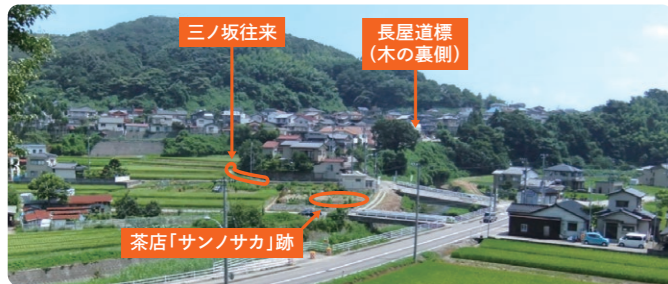 三ノ坂往来
長屋道標
（木の裏側）
茶店「サンノサカ」跡